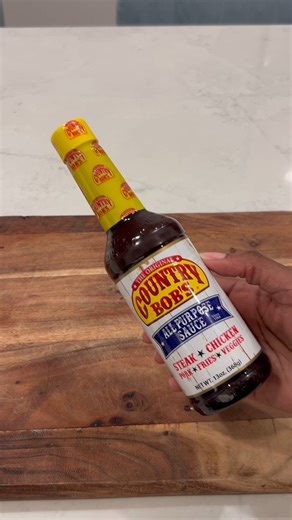 THE ORIGINAL
COUNTRY
BOB'S
ALL PURPOSE
SAUCE
STEAK ★ CHICKEN
PORK ★ FRIES ★ VEGGIES
NET WT. 13oz. (368g)